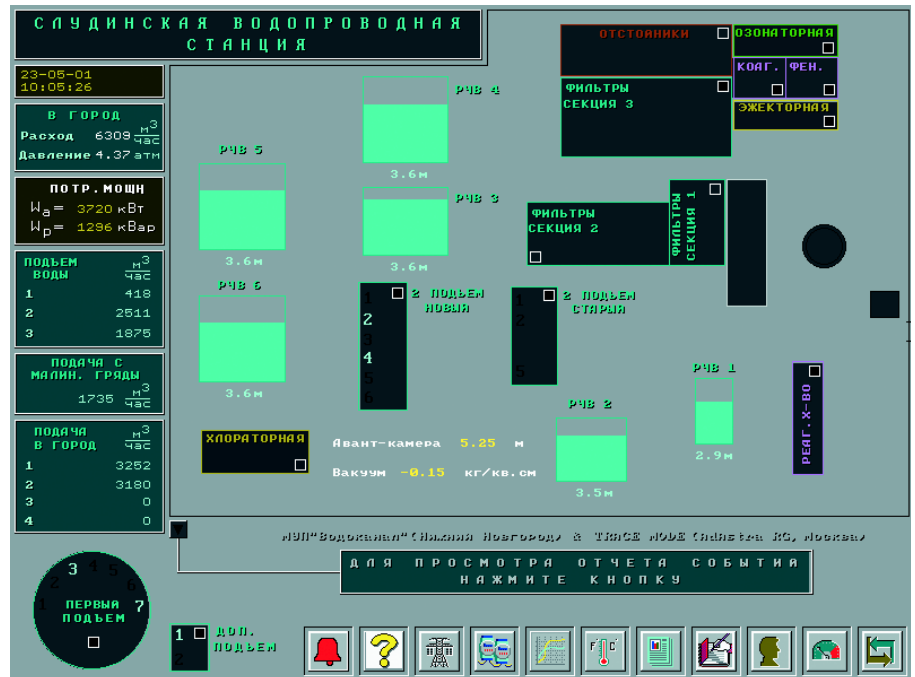 СЛУДИНСКАЯ ВОДОПРОВОДНАЯ
СТАНЦИЯ
23-05-01
10:05:26
В ГОРОД
Расход 6309 м3/час
Давление 4.37 атм
ПОТР.МОЩН
Wa= 3720 кВт
Wp= 1296 кВар
ПОДЪЕМ ВОДЫ м3/час
1 418
2 2511
3 1875
ПОДАЧА С
МАЛИН. ГРЯДЫ
1735 м3/час
ПОДАЧА
В ГОРОД м3/час
1 3252
2 3180
3 0
4 0
1 2 3 4 5 6 7
ПЕРВЫЙ
ПОДЪЕМ
РЧВ 4
3.6м
РЧВ 5
3.6м
РЧВ 3
3.6м
РЧВ 6
3.6м
ОТСТОЙНИКИ
ФИЛЬТРЫ
СЕКЦИЯ 3
ОЗОНАТОРНАЯ
КОАГ. ФЕН.
ЭЖЕКТОРНАЯ
ФИЛЬТРЫ
СЕКЦИЯ 2
ФИЛЬТРЫ
СЕКЦИЯ 1
2 ПОДЪЕМ
НОВЫЙ
1
2
3
4
5
6
2 ПОДЪЕМ
СТАРЫЙ
1
2
5
РЧВ 1
2.9м
РЧВ 2
3.5м
РЕАГ.Х-ВО
ХЛОРАТОРНАЯ
Авант-камера 5.25 м
Вакуум -0.15 кг/кв.см
МУП"Водоканал"(Нижний Новгород) & TRACE MODE (AdAstra RG, Москва)
ДЛЯ ПРОСМОТРА ОТЧЕТА СОБЫТИЯ
НАЖМИТЕ КНОПКУ
1 ДОП.
2 ПОДЪЕМ
F C